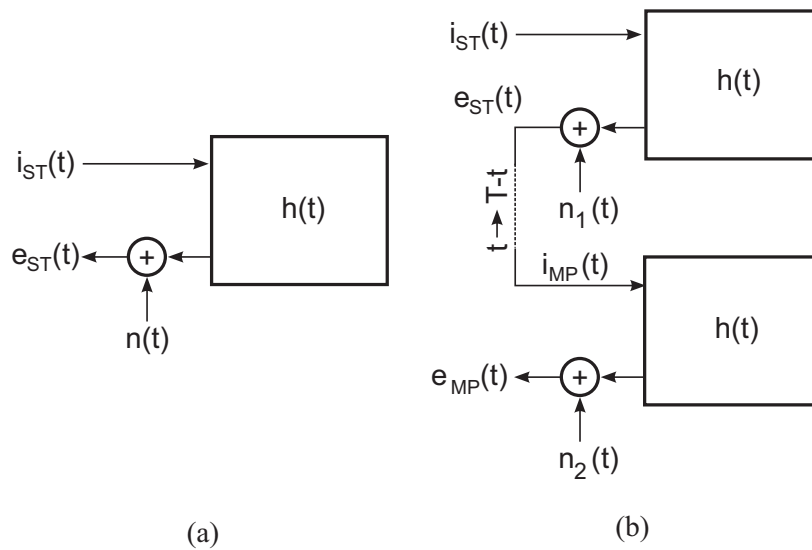 i_ST(t)
h(t)
e_ST(t)
+
n(t)
(a)
i_ST(t)
h(t)
e_ST(t)
+
n_1(t)
t → T-t
i_MP(t)
h(t)
e_MP(t)
+
n_2(t)
(b)